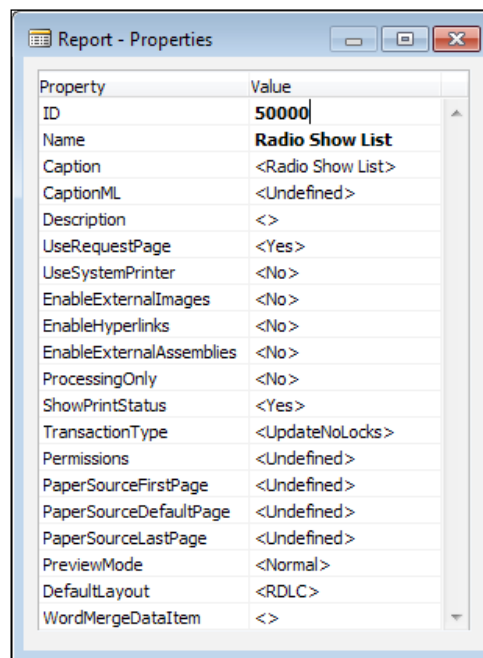 Report - Properties
Property Value
ID 50000
Name Radio Show List
Caption <Radio Show List>
CaptionML <Undefined>
Description <>
UseRequestPage <Yes>
UseSystemPrinter <No>
EnableExternalImages <No>
EnableHyperlinks <No>
EnableExternalAssemblies <No>
ProcessingOnly <No>
ShowPrintStatus <Yes>
TransactionType <UpdateNoLocks>
Permissions <Undefined>
PaperSourceFirstPage <Undefined>
PaperSourceDefaultPage <Undefined>
PaperSourceLastPage <Undefined>
PreviewMode <Normal>
DefaultLayout <RDLC>
WordMergeDataItem <>